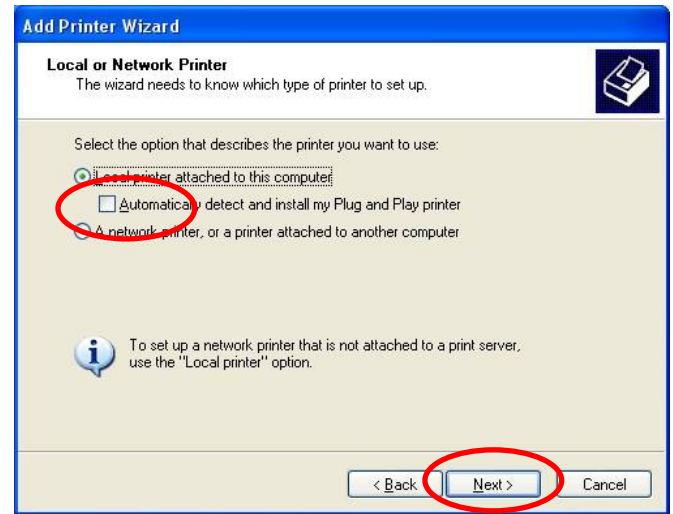 Add Printer Wizard
Local or Network Printer
The wizard needs to know which type of printer to set up.
Select the option that describes the printer you want to use:
Local printer attached to this computer
Automatically detect and install my Plug and Play printer
A network printer, or a printer attached to another computer
To set up a network printer that is not attached to a print server,
use the "Local printer" option.
< Back Next > Cancel